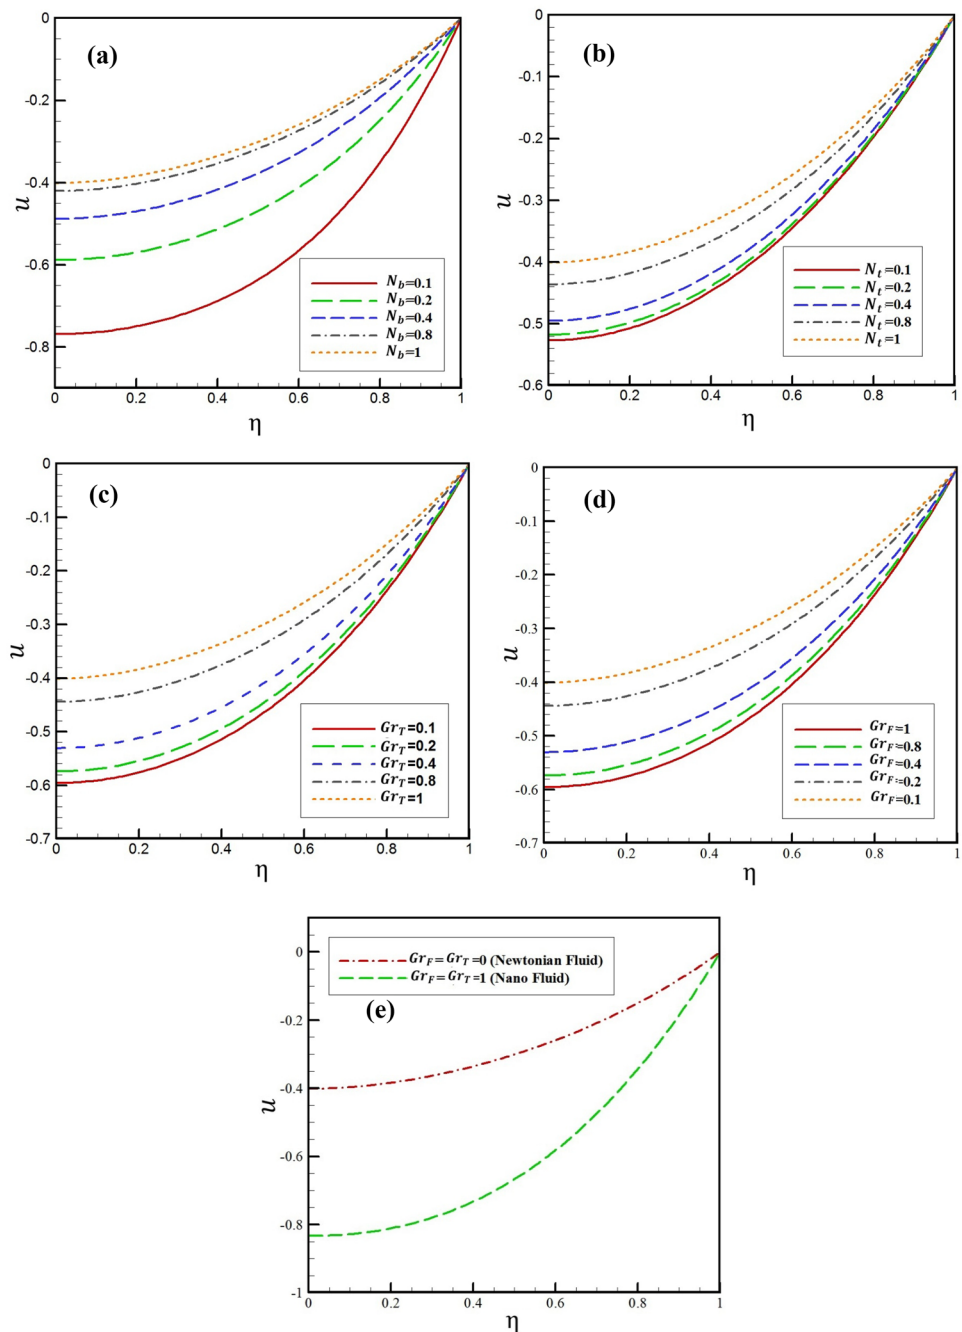 (a)
0
-0.2
-0.4
-0.6
-0.8
u
N_b=0.1
N_b=0.2
N_b=0.4
N_b=0.8
N_b=1
0 0.2 0.4 0.6 0.8 1
η
(b)
0
-0.1
-0.2
-0.3
-0.4
-0.5
-0.6
u
N_t=0.1
N_t=0.2
N_t=0.4
N_t=0.8
N_t=1
0 0.2 0.4 0.6 0.8 1
η
(c)
0
-0.1
-0.2
-0.3
-0.4
-0.5
-0.6
-0.7
u
Gr_T=0.1
Gr_T=0.2
Gr_T=0.4
Gr_T=0.8
Gr_T=1
0 0.2 0.4 0.6 0.8 1
η
(d)
0
-0.1
-0.2
-0.3
-0.4
-0.5
-0.6
-0.7
u
Gr_F=1
Gr_F=0.8
Gr_F=0.4
Gr_F=0.2
Gr_F=0.1
0 0.2 0.4 0.6 0.8 1
η
Gr_F=Gr_T=0 (Newtonian Fluid)
Gr_F=Gr_T=1 (Nano Fluid)
(e)
0
-0.2
-0.4
-0.6
-0.8
-1
u
0 0.2 0.4 0.6 0.8 1
η